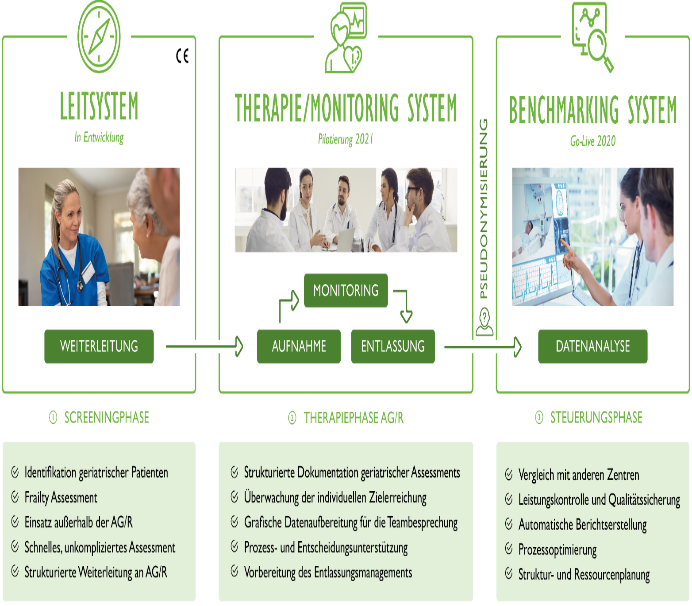 CE
LEITSYSTEM
In Entwicklung
WEITERLEITUNG
THERAPIE/MONITORING SYSTEM
Pilotierung 2021
MONITORING
AUFNAHME
ENTLASSUNG
PSEUDONYMISIERUNG
BENCHMARKING SYSTEM
Go-Live 2020
DATENANALYSE
1 SCREENINGPHASE
2 THERAPIEPHASE AG/R
3 STEUERUNGSPHASE
Identifikation geriatrischer Patienten
Frailty Assessment
Einsatz außerhalb der AG/R
Schnelles, unkompliziertes Assessment
Strukturierte Weiterleitung an AG/R
Strukturierte Dokumentation geriatrischer Assessments
Überwachung der individuellen Zielerreichung
Grafische Datenaufbereitung für die Teambesprechung
Prozess- und Entscheidungsunterstützung
Vorbereitung des Entlassungsmanagements
Vergleich mit anderen Zentren
Leistungskontrolle und Qualitätssicherung
Automatische Berichtserstellung
Prozessoptimierung
Struktur- und Ressourcenplanung